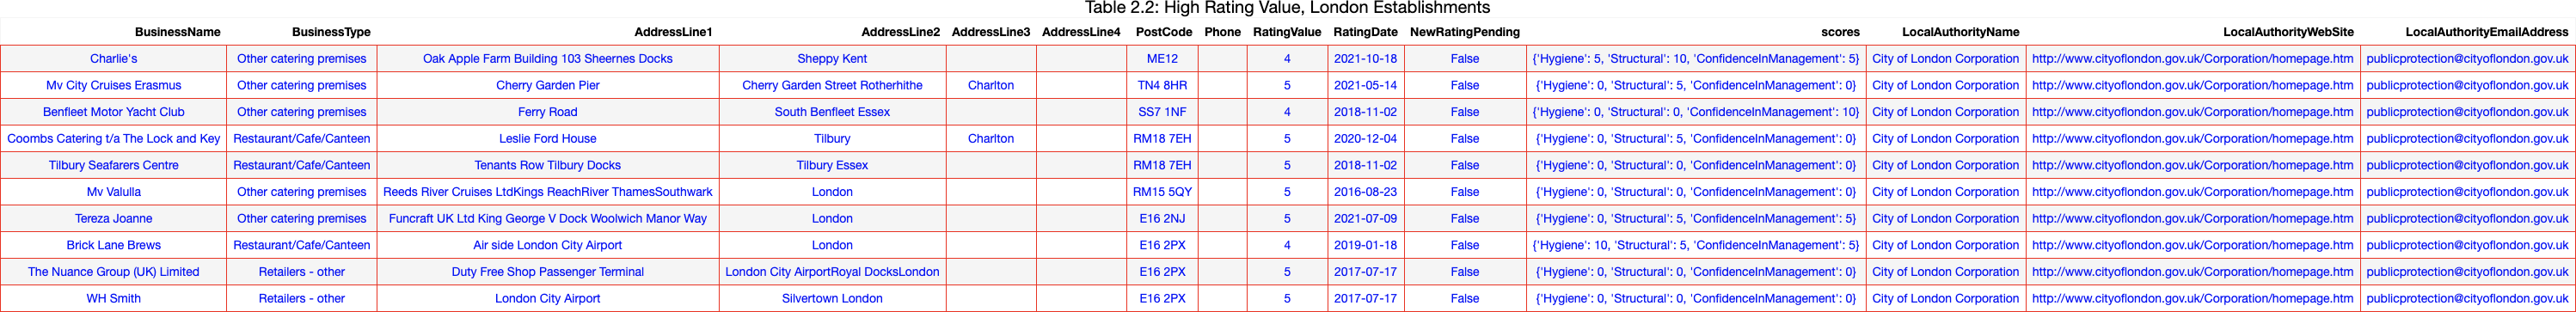 Table 2.2: High Rating Value, London Establishments
BusinessName BusinessType AddressLine1 AddressLine2 AddressLine3 AddressLine4 PostCode Phone RatingValue RatingDate NewRatingPending scores LocalAuthorityName LocalAuthorityWebSite LocalAuthorityEmailAddress
Charlie's Other catering premises Oak Apple Farm Building 103 Sheernes Docks Sheppy Kent ME12 4 2021-10-18 False {'Hygiene': 5, 'Structural': 10, 'ConfidenceInManagement': 5} City of London Corporation http://www.cityoflondon.gov.uk/Corporation/homepage.htm publicprotection@cityoflondon.gov.uk
Mv City Cruises Erasmus Other catering premises Cherry Garden Pier Cherry Garden Street Rotherhithe Charlton TN4 8HR 5 2021-05-14 False {'Hygiene': 0, 'Structural': 5, 'ConfidenceInManagement': 0} City of London Corporation http://www.cityoflondon.gov.uk/Corporation/homepage.htm publicprotection@cityoflondon.gov.uk
Benfleet Motor Yacht Club Other catering premises Ferry Road South Benfleet Essex SS7 1NF 4 2018-11-02 False {'Hygiene': 0, 'Structural': 0, 'ConfidenceInManagement': 10} City of London Corporation http://www.cityoflondon.gov.uk/Corporation/homepage.htm publicprotection@cityoflondon.gov.uk
Coombs Catering t/a The Lock and Key Restaurant/Cafe/Canteen Leslie Ford House Tilbury Charlton RM18 7EH 5 2020-12-04 False {'Hygiene': 0, 'Structural': 5, 'ConfidenceInManagement': 0} City of London Corporation http://www.cityoflondon.gov.uk/Corporation/homepage.htm publicprotection@cityoflondon.gov.uk
Tilbury Seafarers Centre Restaurant/Cafe/Canteen Tenants Row Tilbury Docks Tilbury Essex RM18 7EH 5 2018-11-02 False {'Hygiene': 0, 'Structural': 0, 'ConfidenceInManagement': 0} City of London Corporation http://www.cityoflondon.gov.uk/Corporation/homepage.htm publicprotection@cityoflondon.gov.uk
Mv Valulla Other catering premises Reeds River Cruises LtdKings ReachRiver ThamesSouthwark London RM15 5QY 5 2016-08-23 False {'Hygiene': 0, 'Structural': 0, 'ConfidenceInManagement': 0} City of London Corporation http://www.cityoflondon.gov.uk/Corporation/homepage.htm publicprotection@cityoflondon.gov.uk
Tereza Joanne Other catering premises Funcraft UK Ltd King George V Dock Woolwich Manor Way London E16 2NJ 5 2021-07-09 False {'Hygiene': 0, 'Structural': 5, 'ConfidenceInManagement': 5} City of London Corporation http://www.cityoflondon.gov.uk/Corporation/homepage.htm publicprotection@cityoflondon.gov.uk
Brick Lane Brews Restaurant/Cafe/Canteen Air side London City Airport London E16 2PX 4 2019-01-18 False {'Hygiene': 10, 'Structural': 5, 'ConfidenceInManagement': 5} City of London Corporation http://www.cityoflondon.gov.uk/Corporation/homepage.htm publicprotection@cityoflondon.gov.uk
The Nuance Group (UK) Limited Retailers - other Duty Free Shop Passenger Terminal London City AirportRoyal DocksLondon E16 2PX 5 2017-07-17 False {'Hygiene': 0, 'Structural': 0, 'ConfidenceInManagement': 0} City of London Corporation http://www.cityoflondon.gov.uk/Corporation/homepage.htm publicprotection@cityoflondon.gov.uk
WH Smith Retailers - other London City Airport Silvertown London E16 2PX 5 2017-07-17 False {'Hygiene': 0, 'Structural': 0, 'ConfidenceInManagement': 0} City of London Corporation http://www.cityoflondon.gov.uk/Corporation/homepage.htm publicprotection@cityoflondon.gov.uk